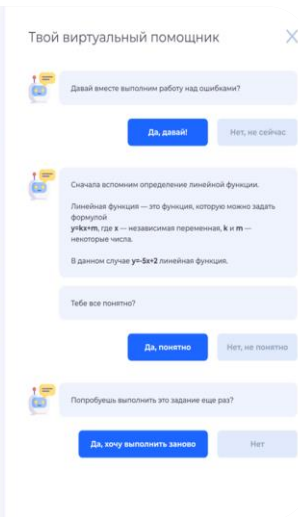 Твой виртуальный помощник
Давай вместе выполним работу над ошибками?
Да, давай!
Нет, не сейчас
Сначала вспомним определение линейной функции.
Линейная функция — это функция, которую можно задать
формулой
y=kx+m, где x — независимая переменная, k и m —
некоторые числа.
В данном случае y=-5x+2 линейная функция.
Тебе все понятно?
Да, понятно
Нет, не понятно
Попробуешь выполнить это задание еще раз?
Да, хочу выполнить заново
Нет